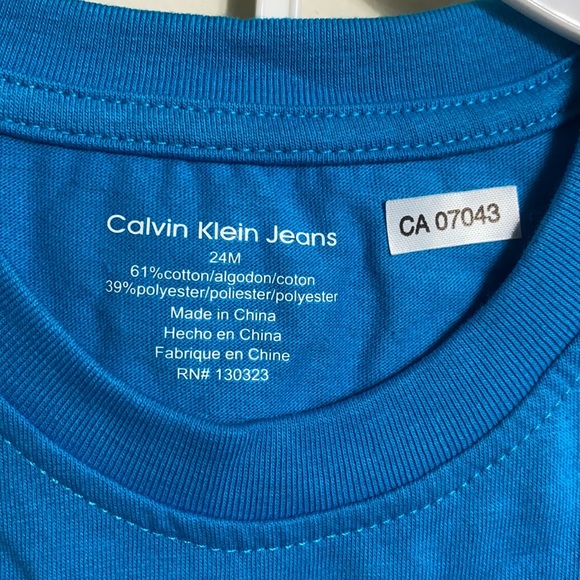 Calvin Klein Jeans
24M
61%cotton/algodon/coton
39%polyester/poliester/polyester
Made in China
Hecho en China
Fabrique en Chine
RN# 130323
CA 07043